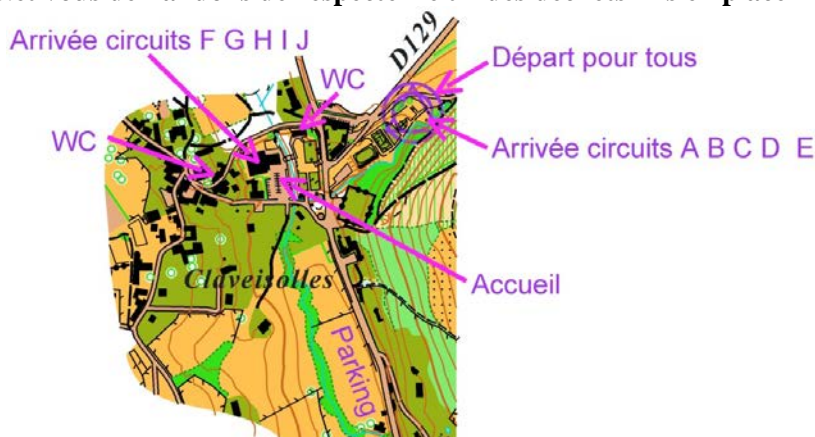 Arrivée circuits F G H I J
D129
Départ pour tous
WC
WC
Arrivée circuits A B C D E
Accueil
Claveisolles
Parking